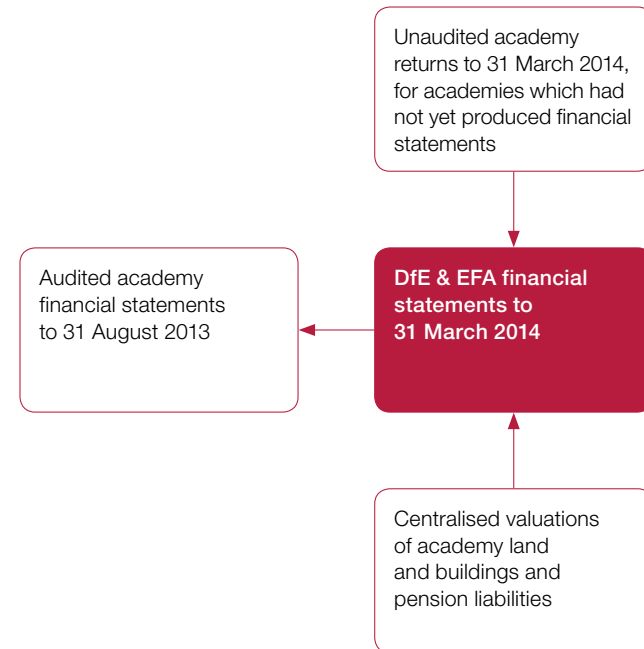 Unaudited academy
returns to 31 March 2014,
for academies which had
not yet produced financial
statements
Audited academy
financial statements
to 31 August 2013
DfE & EFA financial
statements to
31 March 2014
Centralised valuations
of academy land
and buildings and
pension liabilities